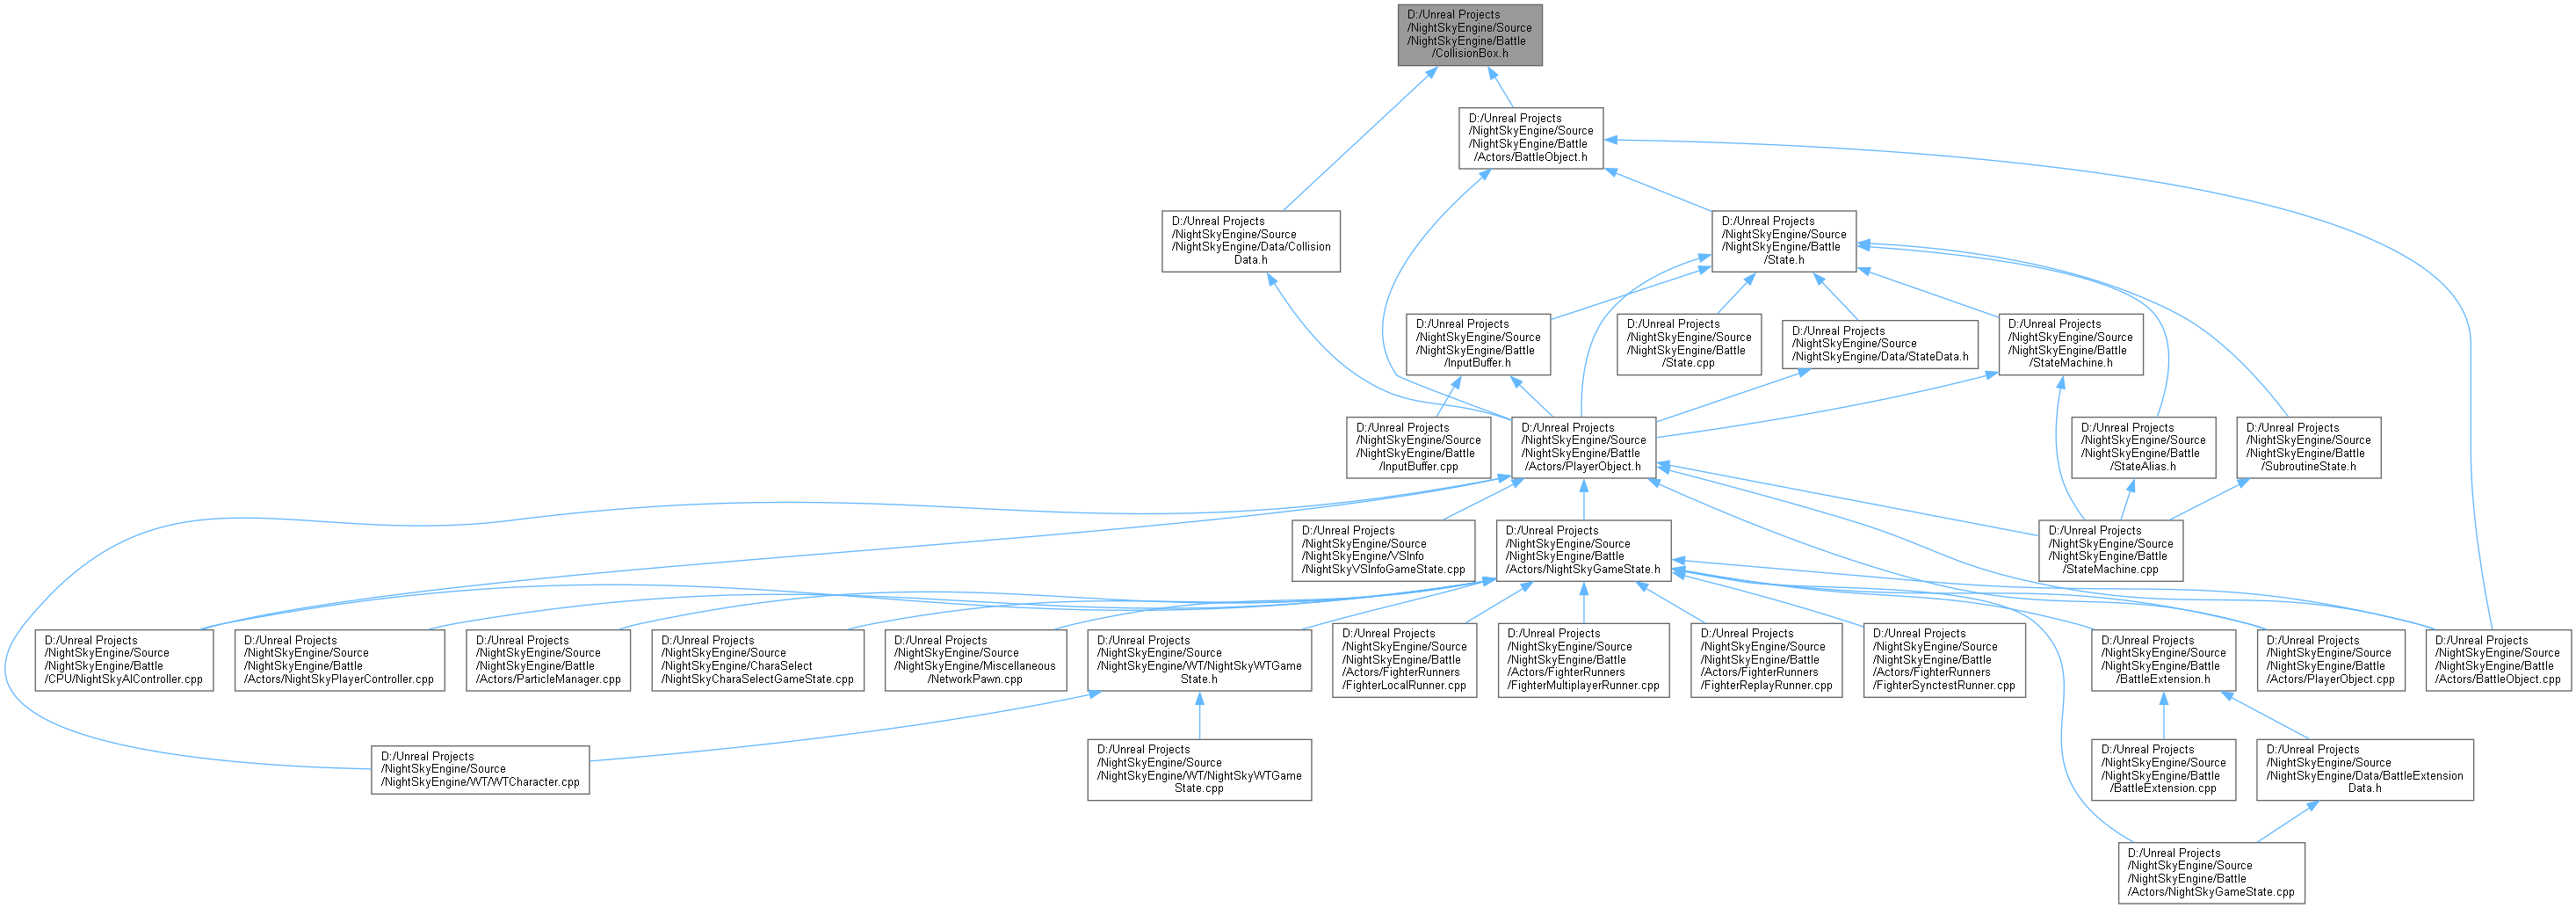 D:/Unreal Projects
/NightSkyEngine/Source
/NightSkyEngine/Battle
/CollisionBox.h
D:/Unreal Projects
/NightSkyEngine/Source
/NightSkyEngine/Battle
/Actors/BattleObject.h
D:/Unreal Projects
/NightSkyEngine/Source
/NightSkyEngine/Data/Collision
Data.h
D:/Unreal Projects
/NightSkyEngine/Source
/NightSkyEngine/Battle
/State.h
D:/Unreal Projects
/NightSkyEngine/Source
/NightSkyEngine/Battle
/InputBuffer.h
D:/Unreal Projects
/NightSkyEngine/Source
/NightSkyEngine/Battle
/State.cpp
D:/Unreal Projects
/NightSkyEngine/Source
/NightSkyEngine/Data/StateData.h
D:/Unreal Projects
/NightSkyEngine/Source
/NightSkyEngine/Battle
/StateMachine.h
D:/Unreal Projects
/NightSkyEngine/Source
/NightSkyEngine/Battle
/InputBuffer.cpp
D:/Unreal Projects
/NightSkyEngine/Source
/NightSkyEngine/Battle
/Actors/PlayerObject.h
D:/Unreal Projects
/NightSkyEngine/Source
/NightSkyEngine/Battle
/StateAlias.h
D:/Unreal Projects
/NightSkyEngine/Source
/NightSkyEngine/Battle
/SubroutineState.h
D:/Unreal Projects
/NightSkyEngine/Source
/NightSkyEngine/VSInfo
/NightSkyVSInfoGameState.cpp
D:/Unreal Projects
/NightSkyEngine/Source
/NightSkyEngine/Battle
/Actors/NightSkyGameState.h
D:/Unreal Projects
/NightSkyEngine/Source
/NightSkyEngine/Battle
/StateMachine.cpp
D:/Unreal Projects
/NightSkyEngine/Source
/NightSkyEngine/Battle
/CPU/NightSkyAIController.cpp
D:/Unreal Projects
/NightSkyEngine/Source
/NightSkyEngine/Battle
/Actors/NightSkyPlayerController.cpp
D:/Unreal Projects
/NightSkyEngine/Source
/NightSkyEngine/Battle
/Actors/ParticleManager.cpp
D:/Unreal Projects
/NightSkyEngine/Source
/NightSkyEngine/CharaSelect
/NightSkyCharaSelectGameState.cpp
D:/Unreal Projects
/NightSkyEngine/Source
/NightSkyEngine/Miscellaneous
/NetworkPawn.cpp
D:/Unreal Projects
/NightSkyEngine/Source
/NightSkyEngine/WT/NightSkyWTGame
State.h
D:/Unreal Projects
/NightSkyEngine/Source
/NightSkyEngine/Battle
/Actors/FighterRunners
/FighterLocalRunner.cpp
D:/Unreal Projects
/NightSkyEngine/Source
/NightSkyEngine/Battle
/Actors/FighterRunners
/FighterMultiplayerRunner.cpp
D:/Unreal Projects
/NightSkyEngine/Source
/NightSkyEngine/Battle
/Actors/FighterRunners
/FighterReplayRunner.cpp
D:/Unreal Projects
/NightSkyEngine/Source
/NightSkyEngine/Battle
/Actors/FighterRunners
/FighterSynctestRunner.cpp
D:/Unreal Projects
/NightSkyEngine/Source
/NightSkyEngine/Battle
/BattleExtension.h
D:/Unreal Projects
/NightSkyEngine/Source
/NightSkyEngine/Battle
/Actors/PlayerObject.cpp
D:/Unreal Projects
/NightSkyEngine/Source
/NightSkyEngine/Battle
/Actors/BattleObject.cpp
D:/Unreal Projects
/NightSkyEngine/Source
/NightSkyEngine/WT/WTCharacter.cpp
D:/Unreal Projects
/NightSkyEngine/Source
/NightSkyEngine/WT/NightSkyWTGame
State.cpp
D:/Unreal Projects
/NightSkyEngine/Source
/NightSkyEngine/Battle
/BattleExtension.cpp
D:/Unreal Projects
/NightSkyEngine/Source
/NightSkyEngine/Data/BattleExtension
Data.h
D:/Unreal Projects
/NightSkyEngine/Source
/NightSkyEngine/Battle
/Actors/NightSkyGameState.cpp